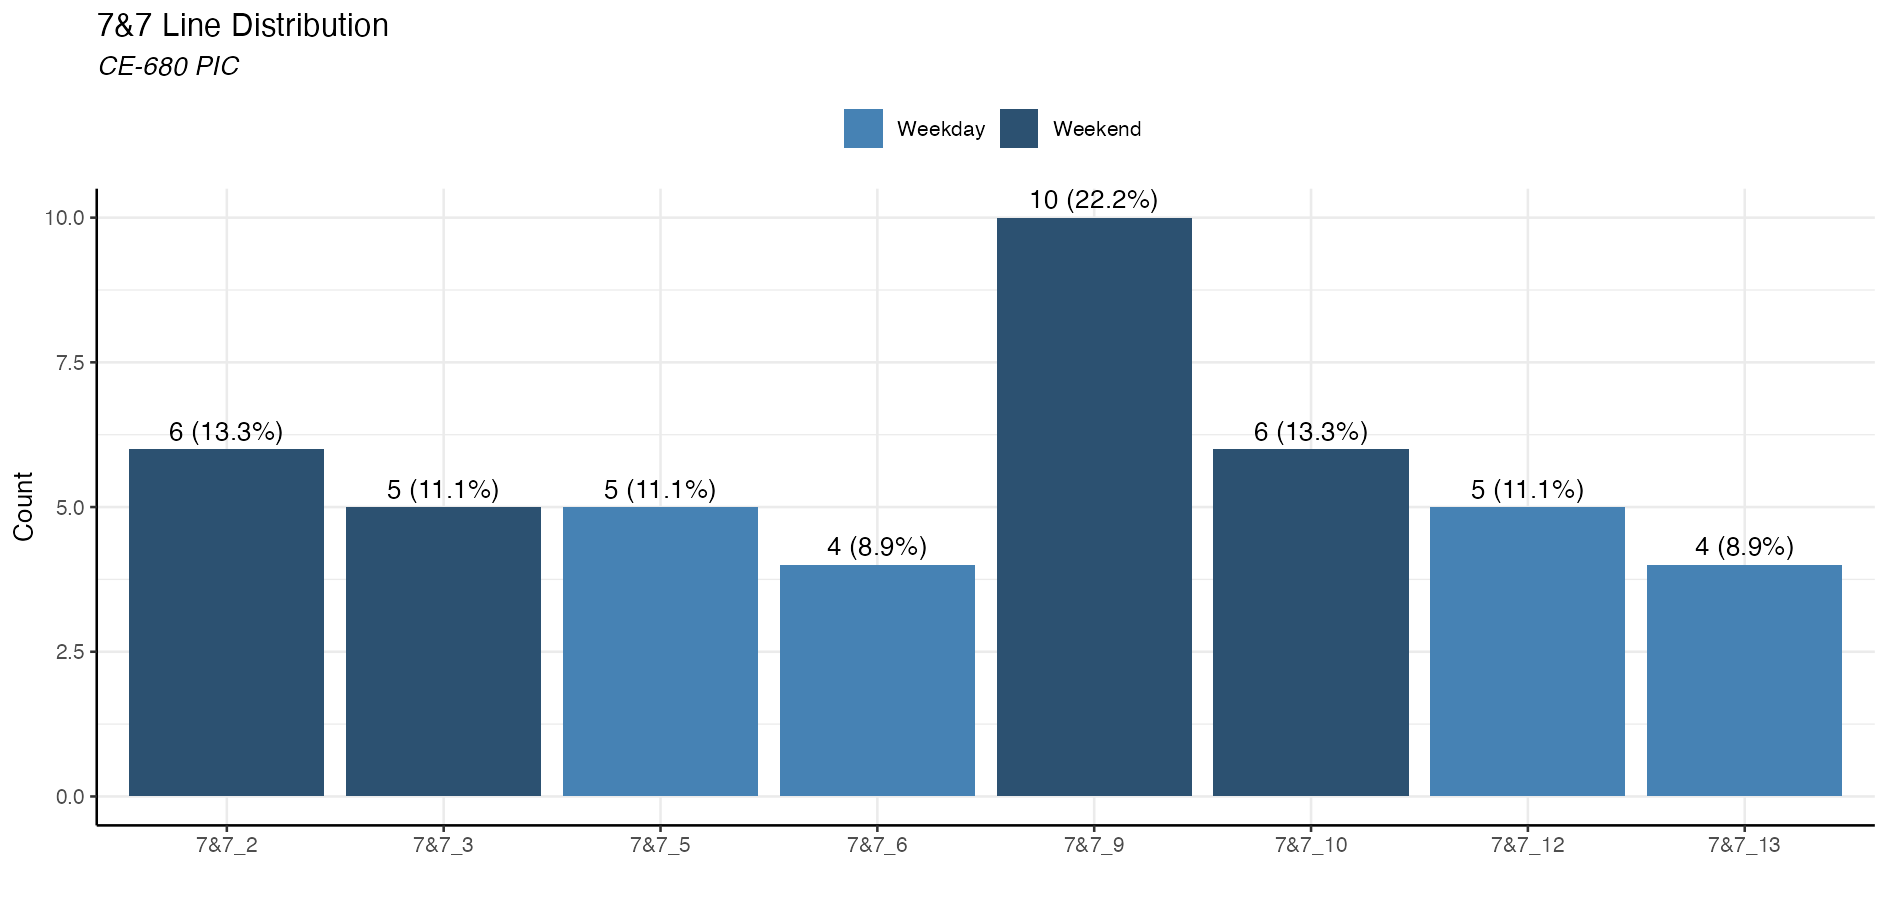 7&7 Line Distribution
CE-680 PIC
Weekday Weekend
10 (22.2%)
10.0
7.5
6 (13.3%) 6 (13.3%)
5 (11.1%) 5 (11.1%) 5 (11.1%)
5.0
4 (8.9%) 4 (8.9%)
Count
2.5
0.0
7&7_2 7&7_3 7&7_5 7&7_6 7&7_9 7&7_10 7&7_12 7&7_13